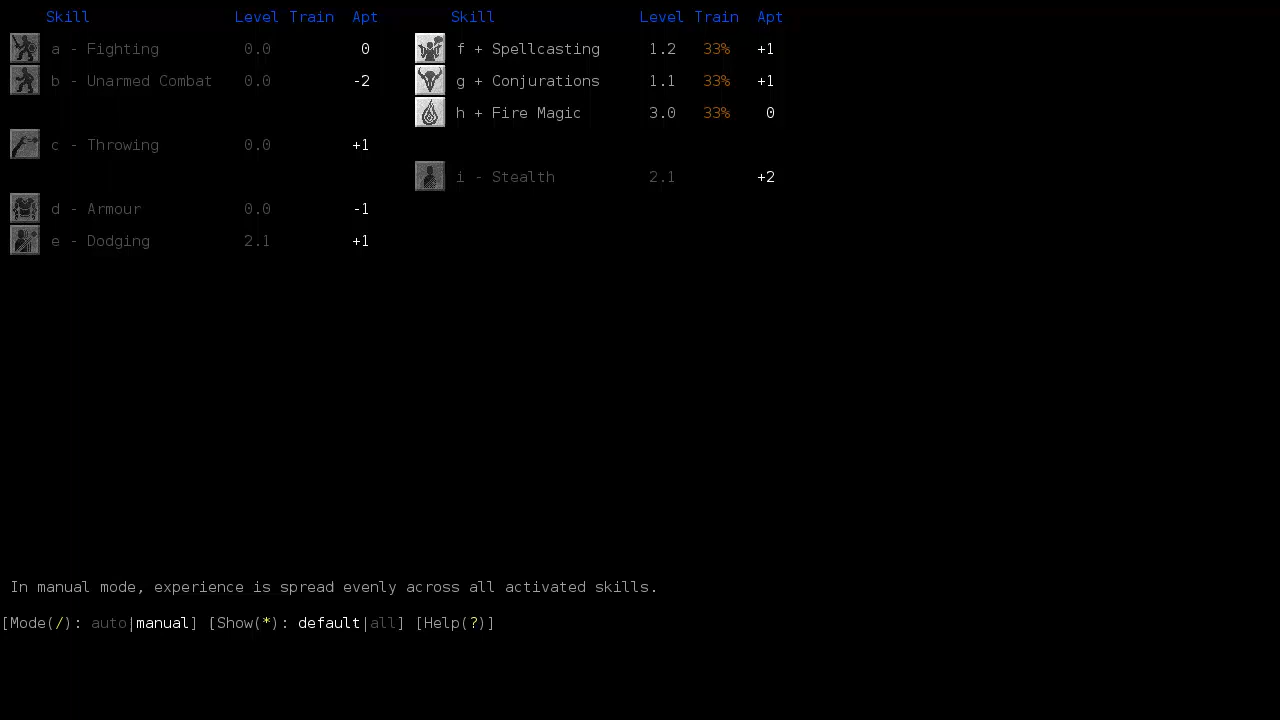 Skill Level Train Apt Skill Level Train Apt
a - Fighting 0.0 0 f + Spellcasting 1.2 33% +1
b - Unarmed Combat 0.0 -2 g + Conjurations 1.1 33% +1
h + Fire Magic 3.0 33% 0
c - Throwing 0.0 +1
i - Stealth 2.1 +2
d - Armour 0.0 -1
e - Dodging 2.1 +1
In manual mode, experience is spread evenly across all activated skills.
[Mode(/): auto|manual] [Show(*): default|all] [Help(?)]